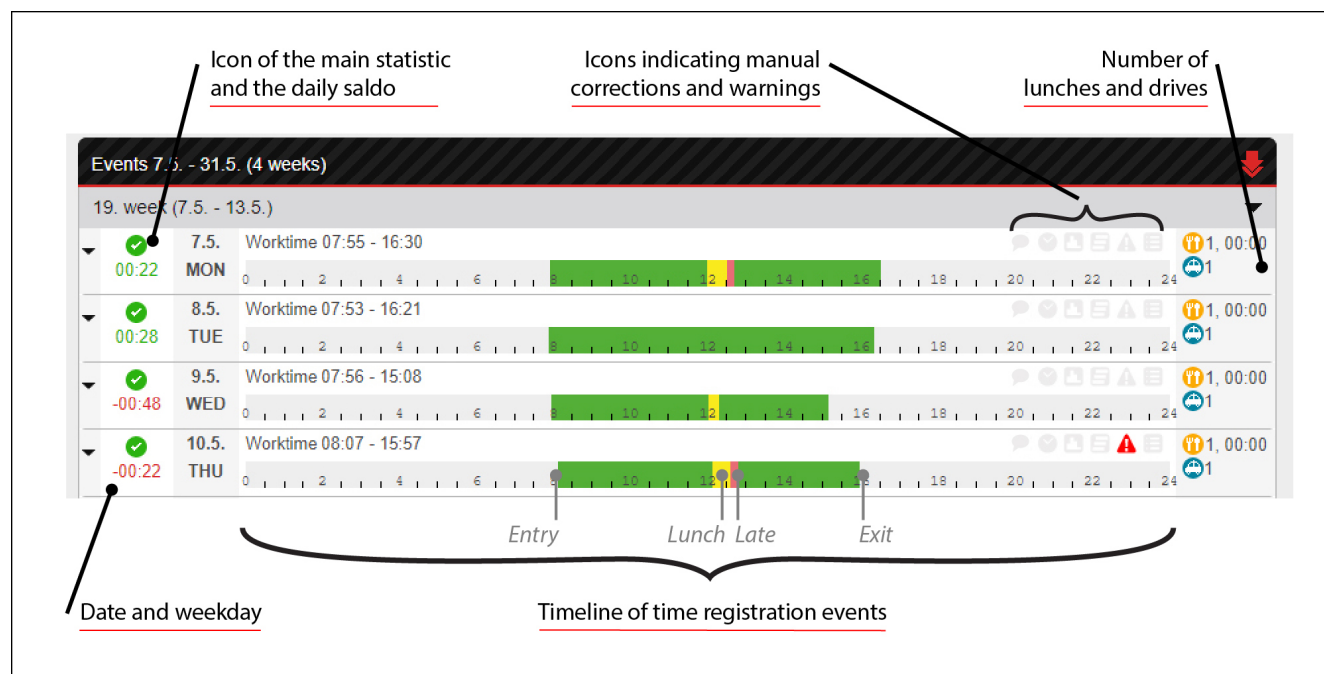 Icon of the main statistic
and the daily saldo
Icons indicating manual
corrections and warnings
Number of
lunches and drives
Events 7.5. - 31.5. (4 weeks)
19. week (7.5. - 13.5.)
7.5. Worktime 07:55 - 16:30 1, 00:00
00:22 MON 0 2 4 6 8 10 12 14 16 18 20 22 24 1
8.5. Worktime 07:53 - 16:21 1, 00:00
00:28 TUE 0 2 4 6 8 10 12 14 16 18 20 22 24 1
9.5. Worktime 07:56 - 15:08 1, 00:00
-00:48 WED 0 2 4 6 8 10 12 14 16 18 20 22 24 1
10.5. Worktime 08:07 - 15:57 1, 00:00
-00:22 THU 0 2 4 6 8 10 12 14 16 18 20 22 24 1
Entry Lunch Late Exit
Date and weekday
Timeline of time registration events